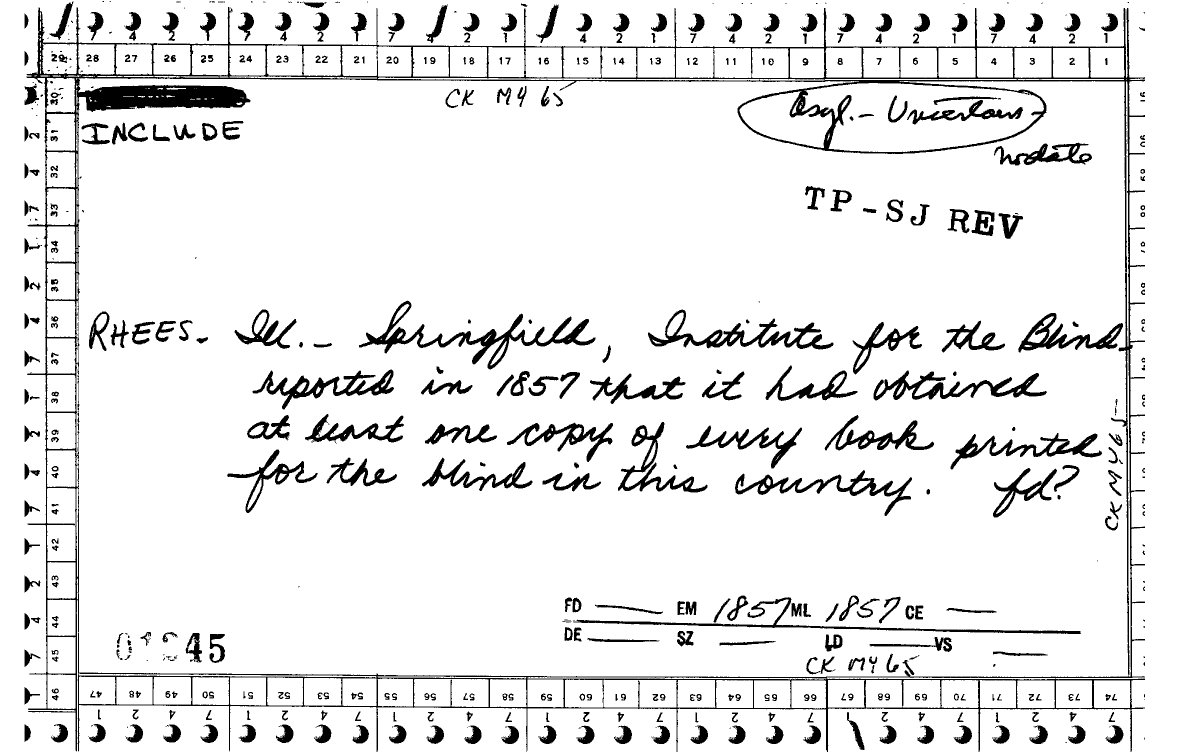 7 4 2 1 7 4 2 1 7 4 2 1 7 4 2 1 7 4 2 1 7 4 2 1 7 4 2 1
29 28 27 26 25 24 23 22 21 20 19 18 17 16 15 14 13 12 11 10 9 8 7 6 5 4 3 2 1
CK MY 65
Asyl. - Uncertain -
INCLUDE
no date
TP-SJ REV
RHEES. Ill. - Springfield, Institute for the Blind -
reported in 1857 that it had obtained
at least one copy of every book printed
for the blind in this country. fd?
CK MY 65
FD — EM 1857 ML 1857 CE —
DE — SZ — LD — VS —
CK MY 65
45
30 31 32 33 34 35 36 37 38 39 40 41 42 43 44 45 46
47 48 49 50 51 52 53 54 55 56 57 58 59 60 61 62 63 64 65 66 67 68 69 70 71 72 73 74
1 2 4 7 1 2 4 7 1 2 4 7 1 2 4 7 1 2 4 7 1 2 4 7 1 2 4 7